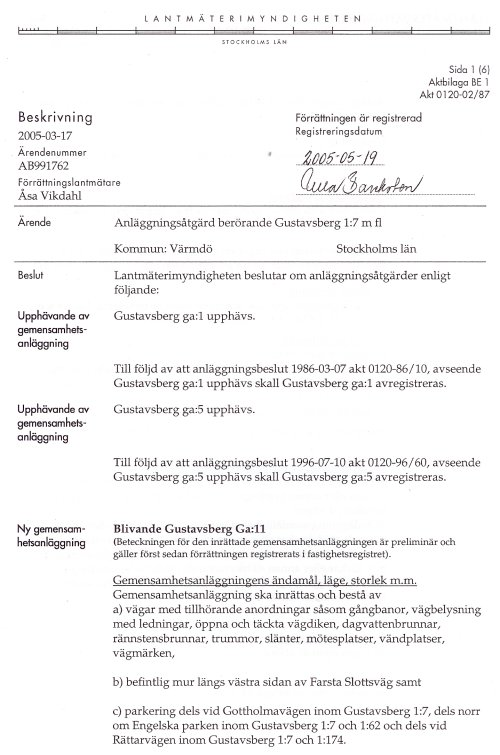 LANTMÄTERIMYNDIGHETEN
STOCKHOLMS LÄN
Sida 1 (6)
Aktbilaga BE 1
Akt 0120-02/87
Beskrivning
2005-03-17
Ärendenummer
AB991762
Förrättningslantmätare
Åsa Vikdahl
Förrättningen är registrerad
Registreringsdatum
2005-05-19
Ärende Anläggningsåtgärd berörande Gustavsberg 1:7 m fl
Kommun: Värmdö Stockholms län
Beslut Lantmäterimyndigheten beslutar om anläggningsåtgärder enligt
följande:
Upphävande av
gemensamhets-
anläggning
Gustavsberg ga:1 upphävs.
Till följd av att anläggningsbeslut 1986-03-07 akt 0120-86/10, avseende
Gustavsberg ga:1 upphävs skall Gustavsberg ga:1 avregistreras.
Upphävande av
gemensamhets-
anläggning
Gustavsberg ga:5 upphävs.
Till följd av att anläggningsbeslut 1996-07-10 akt 0120-96/60, avseende
Gustavsberg ga:5 upphävs skall Gustavsberg ga:5 avregistreras.
Ny gemensam-
hetsanläggning
Blivande Gustavsberg Ga:11
(Beteckningen för den inrättade gemensamhetsanläggningen är preliminär och
gäller först sedan förrättningen registrerats i fastighetsregistret).
Gemensamhetsanläggningens ändamål, läge, storlek m.m.
Gemensamhetsanläggning ska inrättas och bestå av
a) vägar med tillhörande anordningar såsom gångbanor, vägbelysning
med ledningar, öppna och täckta vägdiken, dagvattenbrunnar,
rännstensbrunnar, trummor, slänter, mötesplatser, vändplatser,
vägmärken,
b) befintlig mur längs västra sidan av Farsta Slottsväg samt
c) parkering dels vid Gottholmavägen inom Gustavsberg 1:7, dels norr
om Engelska parken inom Gustavsberg 1:7 och 1:62 och dels vid
Rättarvägen inom Gustavsberg 1:7 och 1:174.